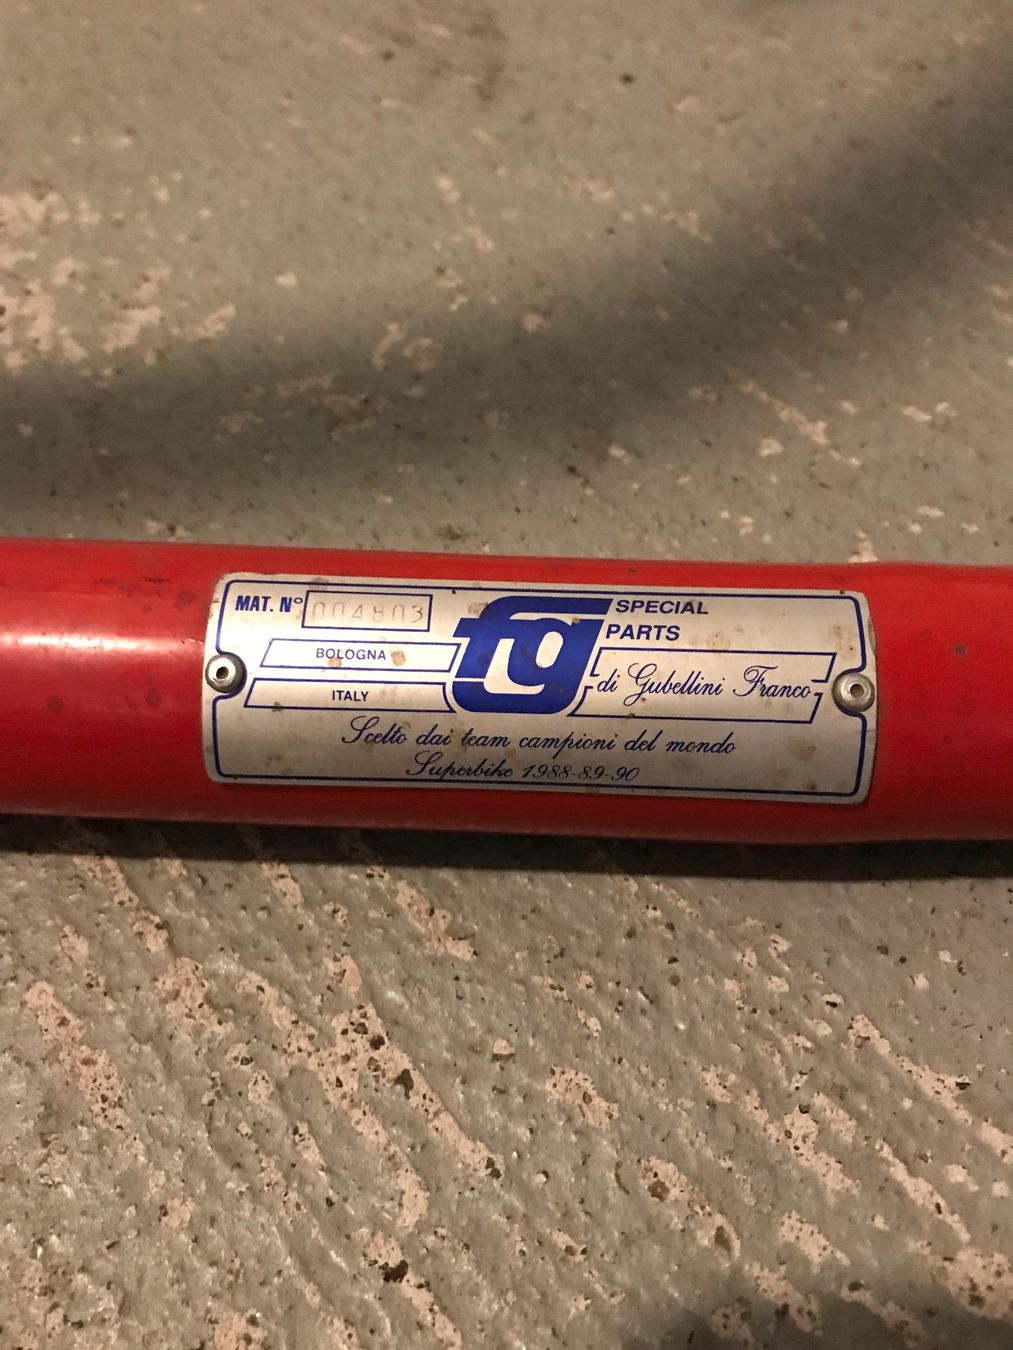 MAT. N° 004803
fg
SPECIAL
PARTS
BOLOGNA
ITALY
di Gubellini Franco
Scelto dai team campioni del mondo
Superbike 1988-89-90